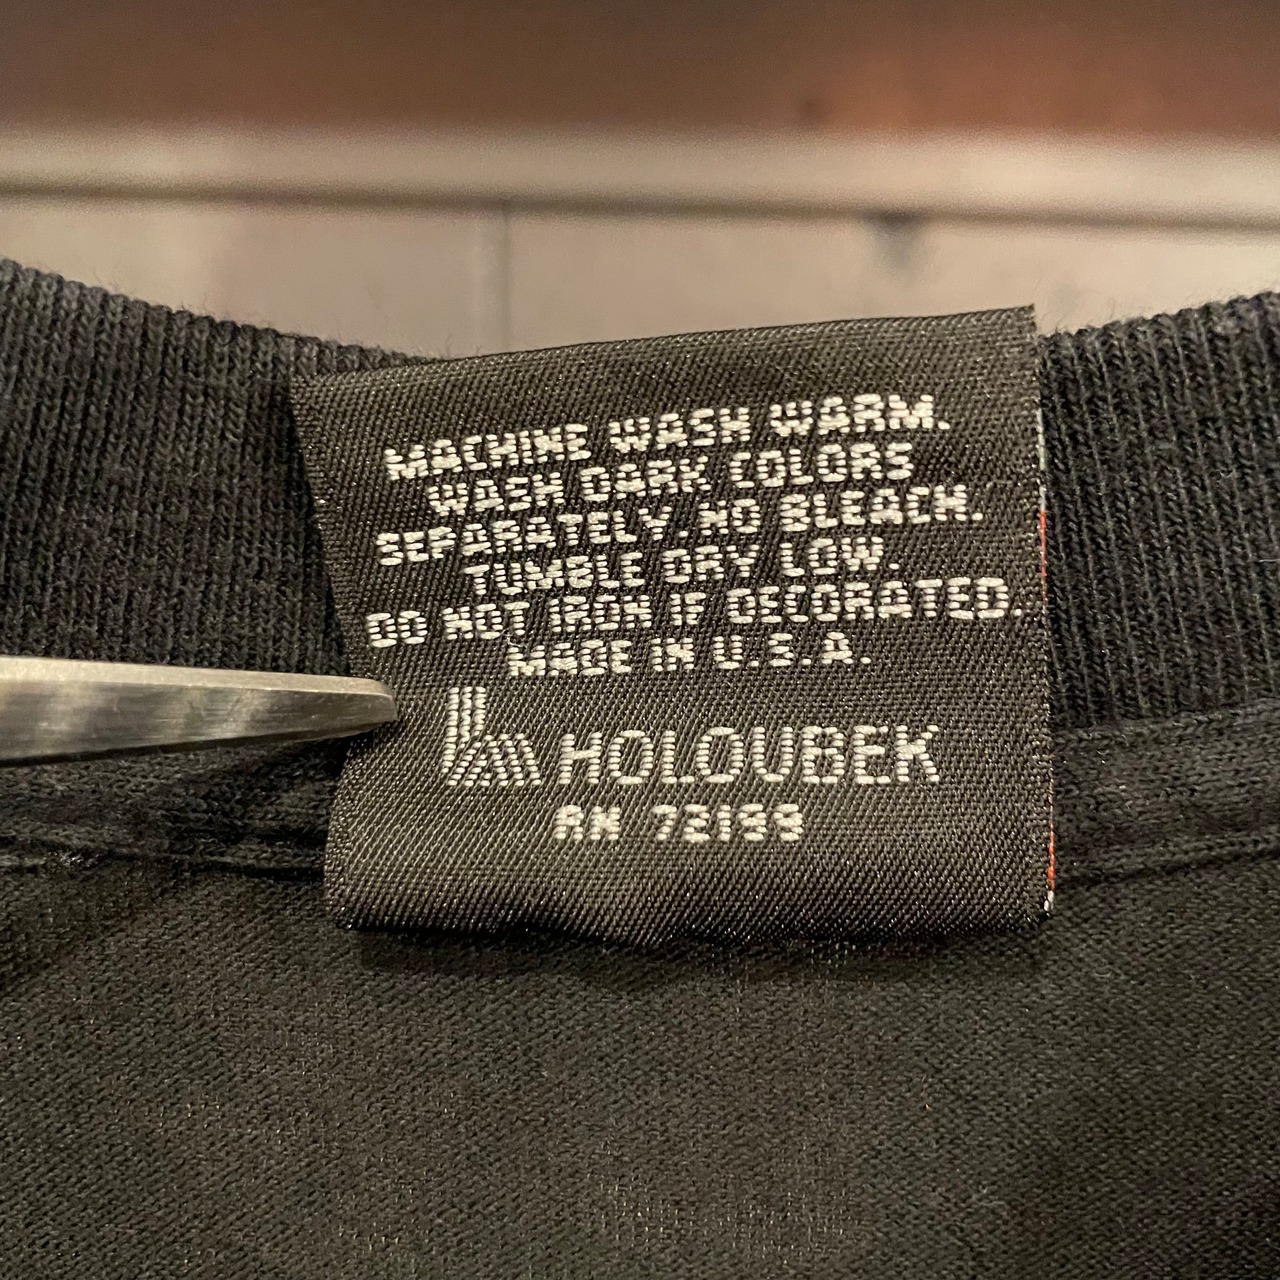 MACHINE WASH WARM.
WASH DARK COLORS
SEPARATELY. NO BLEACH.
TUMBLE DRY LOW.
DO NOT IRON IF DECORATED.
MADE IN U.S.A.
HOLOUBEK
RN 72199